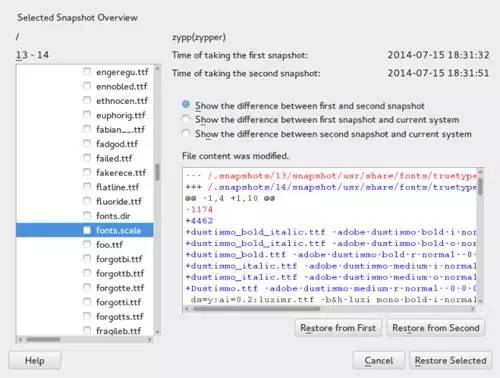 Selected Snapshot Overview
/
zypp(zypper)
13 - 14
Time of taking the first snapshot:
2014-07-15 18:31:32
Time of taking the second snapshot:
2014-07-15 18:31:51
engeregu.ttf
ennobled.ttf
ethnocen.ttf
euphorig.ttf
fabian__.ttf
fadgod.ttf
failed.ttf
fakerece.ttf
flatline.ttf
fluoride.ttf
fonts.dir
fonts.scale
foo.ttf
forgotbi.ttf
forgottb.ttf
forgotte.ttf
forgotti.ttf
forgotts.ttf
fragileb.ttf
Show the difference between first and second snapshot
Show the difference between first snapshot and current system
Show the difference between second snapshot and current system
File content was modified.
--- /.snapshots/13/snapshot/usr/share/fonts/truetype
+++ /.snapshots/14/snapshot/usr/share/fonts/truetype
@@ -1,4 +1,10 @@
-1174
+4462
+dustismo_bold_italic.ttf -adobe-dustismo-bold-i-nor
+dustismo_bold_italic.ttf -adobe-dustismo-bold-o-nor
+dustismo_bold.ttf -adobe-dustismo-bold-r-normal--0-0
+dustismo_italic.ttf -adobe-dustismo-medium-i-normal
+dustismo_italic.ttf -adobe-dustismo-medium-o-normal
+Dustismo.ttf -adobe-dustismo-medium-r-normal--0-0-0
ds=y:ai=0.2:luximr.ttf -b&h-luxi mono-bold-i-normal
Restore from First
Restore from Second
Help
Cancel
Restore Selected